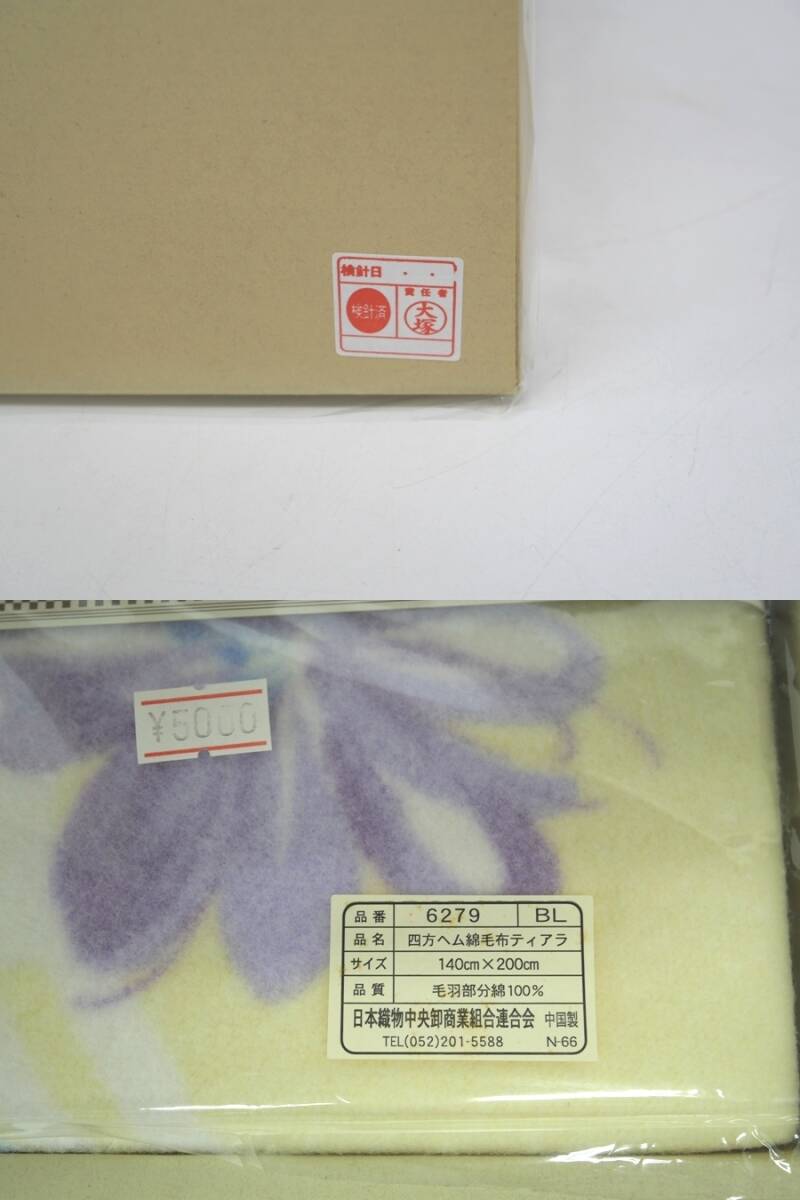 検針日 ・ ・
責任者
検針済
大塚
¥5000
品番 6279 BL
品名 四方ヘム綿毛布ティアラ
サイズ 140cm×200cm
品質 毛羽部分綿100%
日本織物中央卸商業組合連合会 中国製
TEL(052)201-5588 N-66